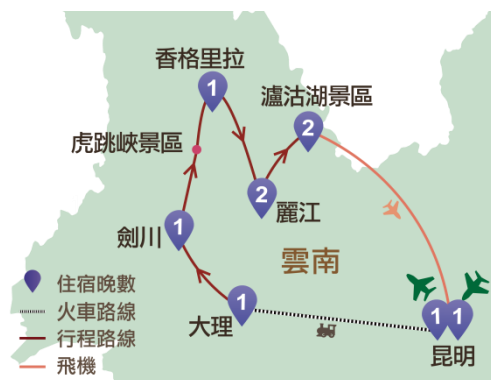 香格里拉
1
瀘沽湖景區
2
虎跳峽景區
2
麗江
1
劍川
雲南
住宿晚數
1
大理
火車路線
1 1
行程路線
昆明
飛機